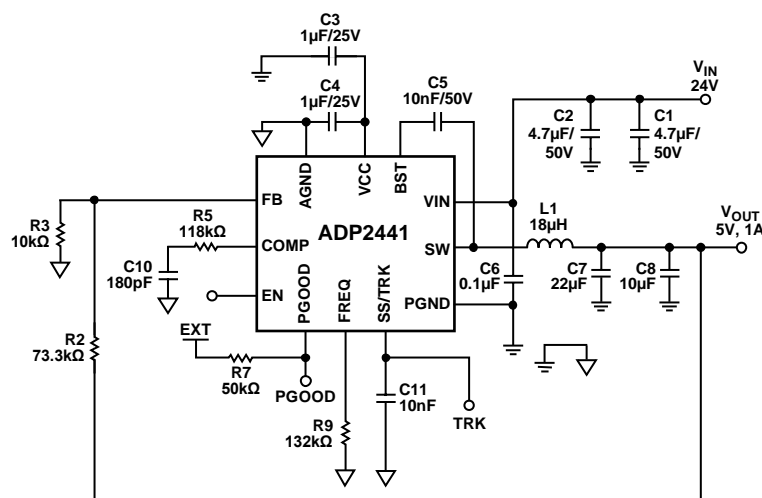 C3
1µF/25V
C4
1µF/25V
C5
10nF/50V
VIN
24V
C2
4.7µF/
50V
C1
4.7µF/
50V
AGND
VCC
BST
FB
VIN
R3
10kΩ
R5
118kΩ
COMP
ADP2441
SW
L1
18µH
VOUT
5V, 1A
C10
180pF
EN
PGOOD
FREQ
SS/TRK
PGND
C6
0.1µF
C7
22µF
C8
10µF
EXT
R2
73.3kΩ
R7
50kΩ
PGOOD
C11
10nF
TRK
R9
132kΩ